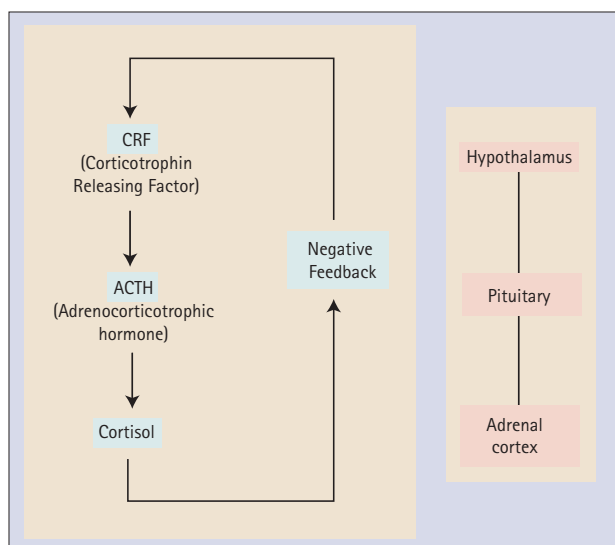 CRF
(Corticotrophin
Releasing Factor)
ACTH
(Adrenocorticotrophic
hormone)
Cortisol
Negative
Feedback
Hypothalamus
Pituitary
Adrenal
cortex